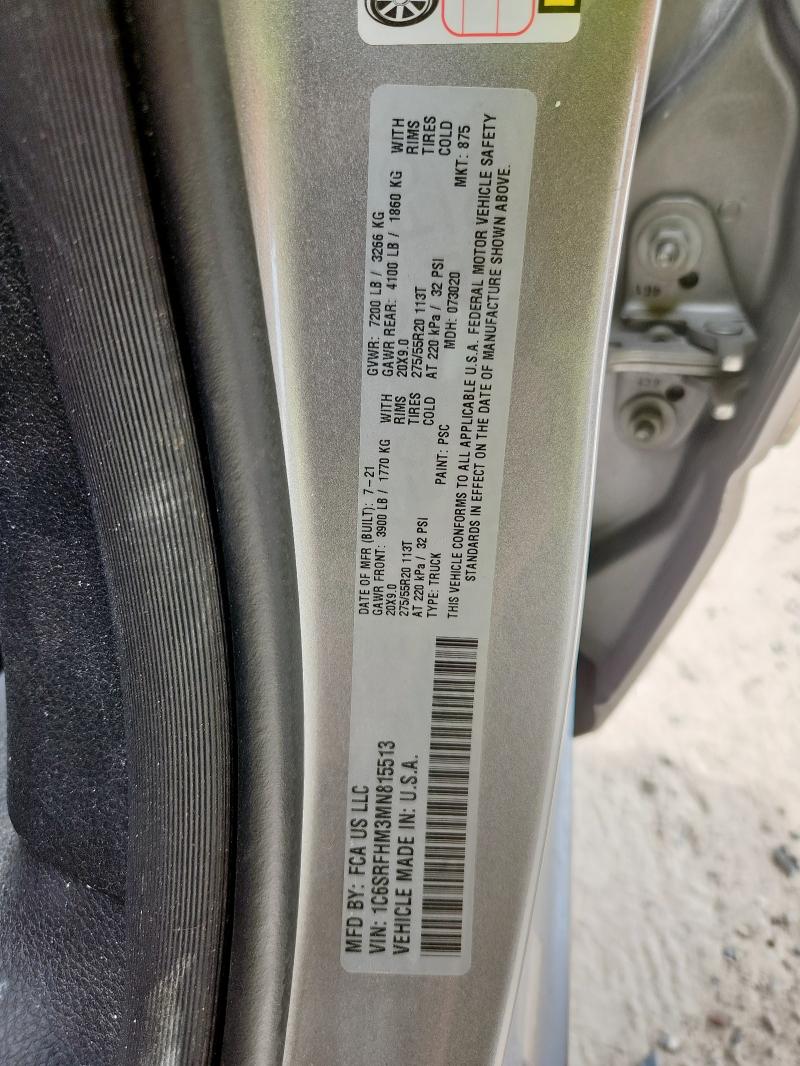 MFD BY: FCA US LLC
VIN: 1C6SRFHM3MN815513
VEHICLE MADE IN: U.S.A.
DATE OF MFR (BUILT): 7-21
GAWR FRONT: 3900 LB / 1770 KG WITH
20X9.0 RIMS
275/55R20 113T TIRES
AT 220 kPa / 32 PSI COLD
TYPE: TRUCK PAINT: PSC
GVWR: 7200 LB / 3266 KG
GAWR REAR: 4100 LB / 1860 KG WITH
20X9.0 RIMS
275/55R20 113T TIRES
AT 220 kPa / 32 PSI COLD
MDH: 073020 MKT: 875
THIS VEHICLE CONFORMS TO ALL APPLICABLE U.S.A. FEDERAL MOTOR VEHICLE SAFETY
STANDARDS IN EFFECT ON THE DATE OF MANUFACTURE SHOWN ABOVE.